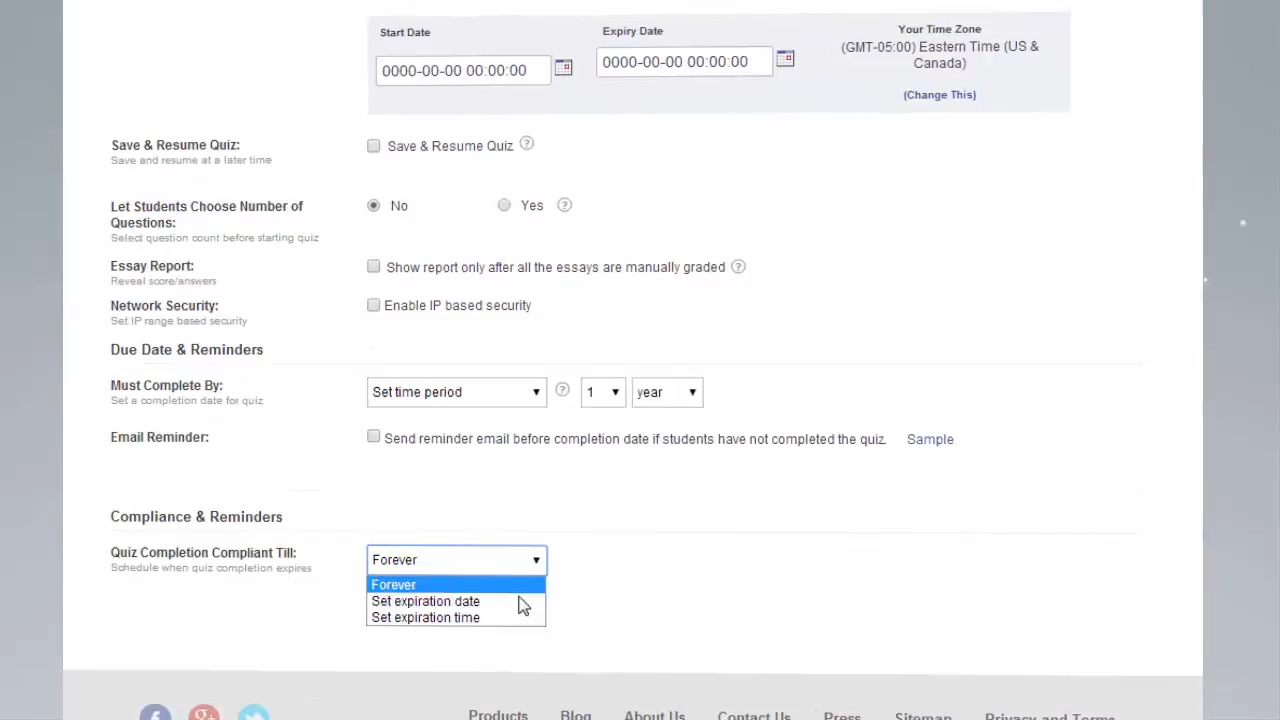 Start Date
Expiry Date
Your Time Zone
0000-00-00 00:00:00
0000-00-00 00:00:00
(GMT-05:00) Eastern Time (US &
Canada)
(Change This)
Save & Resume Quiz:
Save and resume at a later time
Save & Resume Quiz ?
Let Students Choose Number of
Questions:
Select question count before starting quiz
No
Yes ?
Essay Report:
Reveal score/answers
Show report only after all the essays are manually graded ?
Network Security:
Set IP range based security
Enable IP based security
Due Date & Reminders
Must Complete By:
Set a completion date for quiz
Set time period ? 1 year
Email Reminder:
Send reminder email before completion date if students have not completed the quiz. Sample
Compliance & Reminders
Quiz Completion Compliant Till:
Schedule when quiz completion expires
Forever
Forever
Set expiration date
Set expiration time
f g+
Products Blog About Us Contact Us Press Sitemap Privacy and Terms